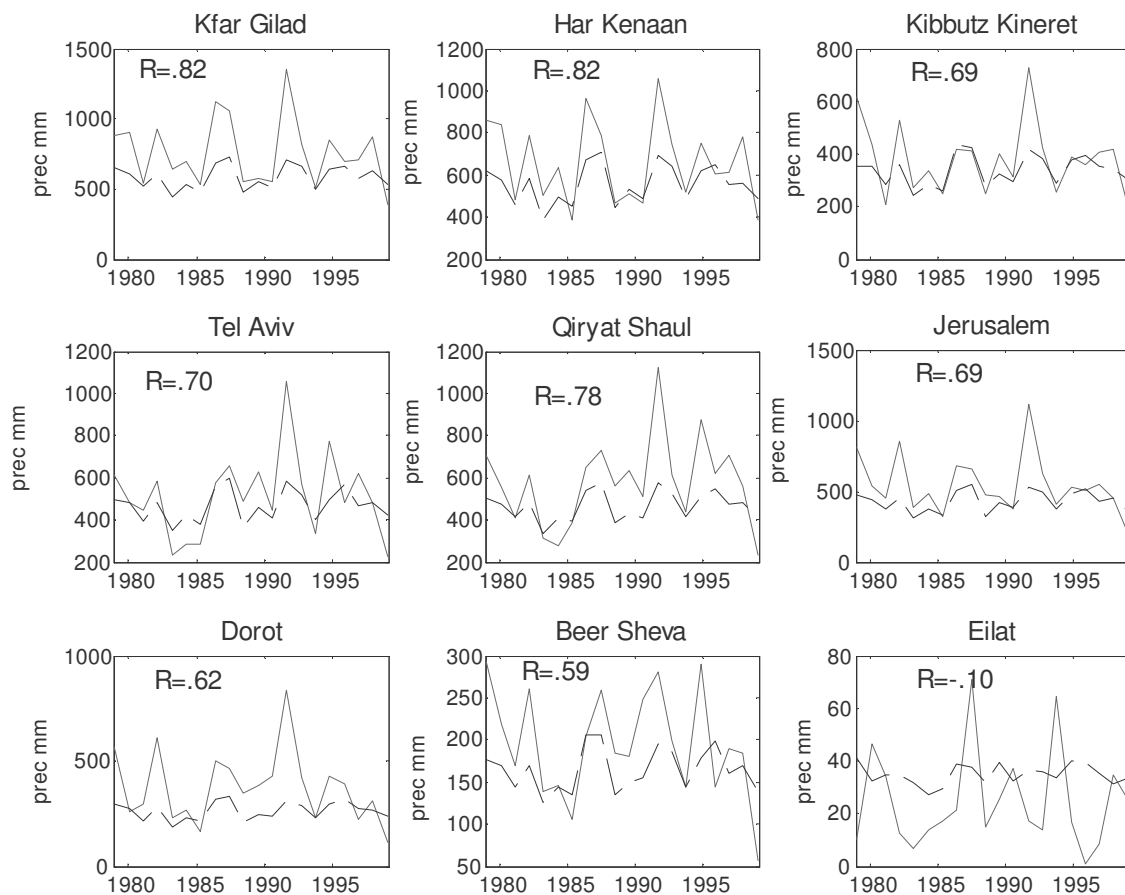 Kfar Gilad
Har Kenaan
Kibbutz Kineret
prec mm
1500
1000
500
0
R=.82
1980 1985 1990 1995
1200
1000
800
600
400
200
R=.82
1980 1985 1990 1995
prec mm
800
600
400
200
0
R=.69
1980 1985 1990 1995
Tel Aviv
Qiryat Shaul
Jerusalem
prec mm
1200
1000
800
600
400
200
R=.70
1980 1985 1990 1995
1200
1000
800
600
400
200
R=.78
1980 1985 1990 1995
prec mm
1500
1000
500
0
R=.69
1980 1985 1990 1995
Dorot
Beer Sheva
Eilat
prec mm
1000
500
0
R=.62
1980 1985 1990 1995
prec mm
300
250
200
150
100
50
R=.59
1980 1985 1990 1995
prec mm
80
60
40
20
0
R=-.10
1980 1985 1990 1995